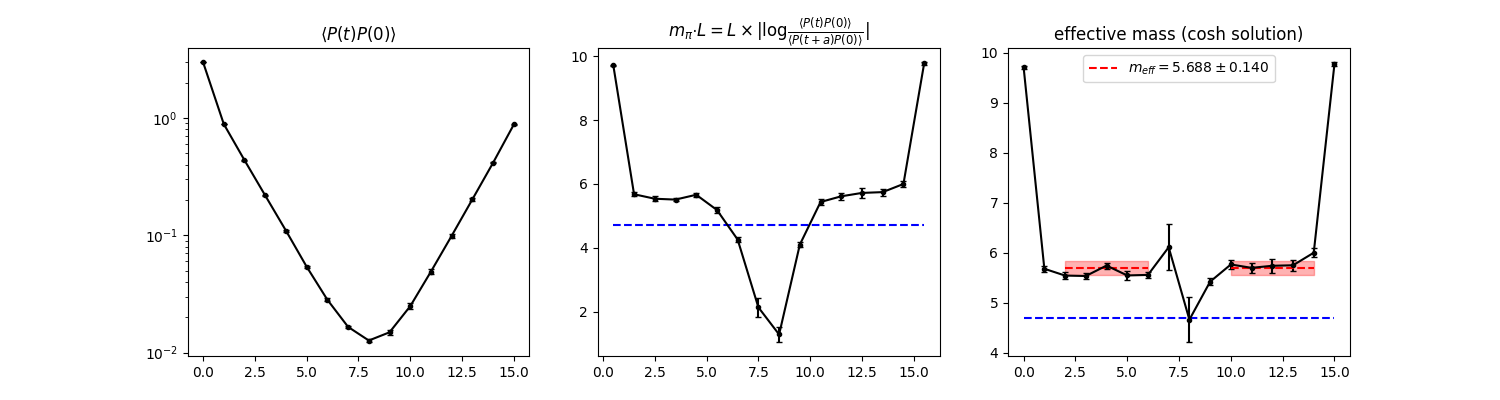 ⟨P(t)P(0)⟩
10⁰
10⁻¹
10⁻²
0.0 2.5 5.0 7.5 10.0 12.5 15.0
m_π·L = L × |log ⟨P(t)P(0)⟩/⟨P(t+a)P(0)⟩|
10
8
6
4
2
0.0 2.5 5.0 7.5 10.0 12.5 15.0
effective mass (cosh solution)
m_eff = 5.688 ± 0.140
10
9
8
7
6
5
4
0.0 2.5 5.0 7.5 10.0 12.5 15.0